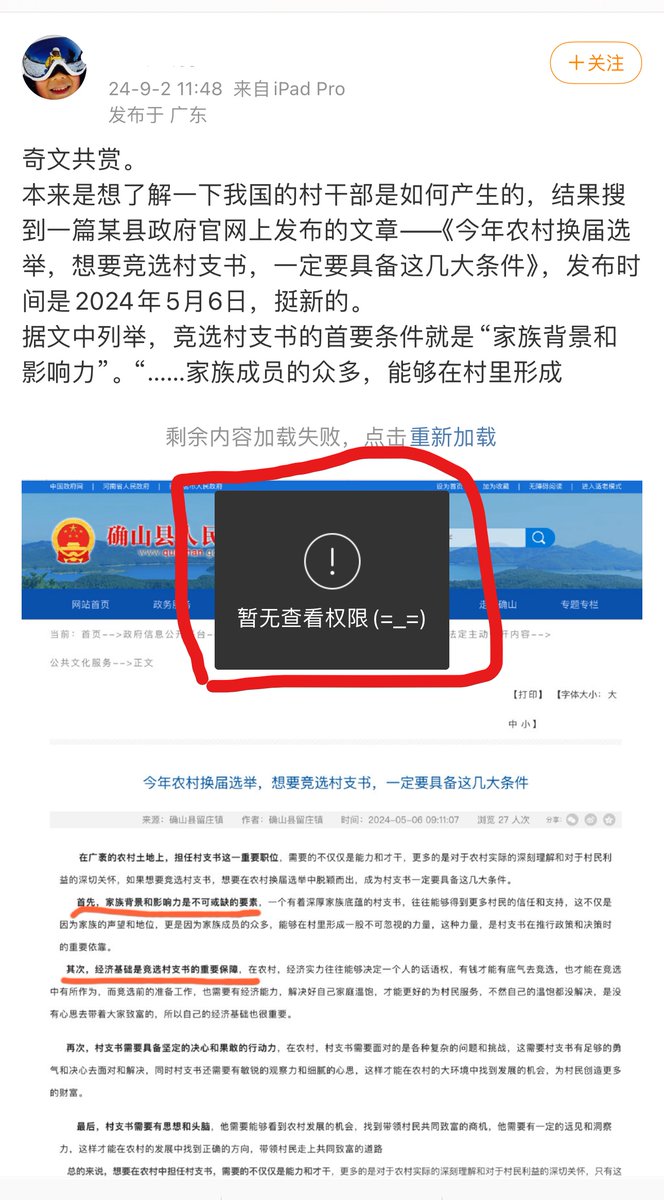 +关注
24-9-2 11:48 来自 iPad Pro
发布于 广东
奇文共赏。
本来是想了解一下我国的村干部是如何产生的，结果搜
到一篇某县政府官网上发布的文章——《今年农村换届选
举，想要竞选村支书，一定要具备这几大条件》，发布时
间是2024年5月6日，挺新的。
据文中列举，竞选村支书的首要条件就是“家族背景和
影响力”。“……家族成员的众多，能够在村里形成
剩余内容加载失败，点击重新加载
中国政府网 | 河南省人民政府 | 市人民政府 设为首页 加为收藏 | 无障碍阅读 | 进入适老模式
确山县人民
网站首页 政务服务 走 确山 专题专栏
暂无查看权限(=_=)
当前：首页-->政府信息公开 台- 法定主动 开内容-->
公共文化服务-->正文
【打印】 【字体大小：大
中 小】
今年农村换届选举，想要竞选村支书，一定要具备这几大条件
来源：确山县留庄镇 作者：确山县留庄镇 时间：2024-05-06 09:11:07 浏览 27 人次 分享:
在广袤的农村土地上，担任村支书这一重要职位，需要的不仅仅是能力和才干，更多的是对于农村实际的深刻理解和对于村民利
益的深切关怀，如果想要竞选村支书，想要在农村换届选举中脱颖而出，成为村支书一定要具备这几大条件。
首先，家族背景和影响力是不可或缺的要素，一个有着深厚家族底蕴的村支书，往往能够得到更多村民的信任和支持，这不仅是
因为家族的声望和地位，更是因为家族成员的众多，能够在村里形成一股不可忽视的力量，这种力量，是村支书在推行政策和决策时
的重要依靠。
其次，经济基础是竞选村支书的重要保障，在农村，经济实力往往能够决定一个人的话语权，有钱才能有底气去竞选，也才能在竞选
中有所作为，而竞选前的准备工作，也需要有经济能力，解决好自己家庭温饱，才能更好的为村民服务，不然自己的温饱都没解决，是没
有心思去带着大家致富的，所以自己的经济基础也很重要。
再次，村支书需要具备坚定的决心和果敢的行动力，在农村，村支书需要面对的是各种复杂的问题和挑战，这需要村支书有足够的勇
气和决心去面对和解决，同时村支书还需要有敏锐的观察力和细腻的心思，这样才能在农村的大环境中找到发展的机会，为村民创造更多
的财富。
最后，村支书需要有思想和头脑，他需要能够看到农村发展的机会，找到带领村民共同致富的商机，他需要有一定的远见和洞察
力，这样才能在农村的发展中找到正确的方向，带领村民走上共同致富的道路
总的来说，想要在农村中担任村支书，需要的不仅仅是能力和才干，更多的是对于农村实际的深刻理解和对于村民利益的深切关怀，只有这